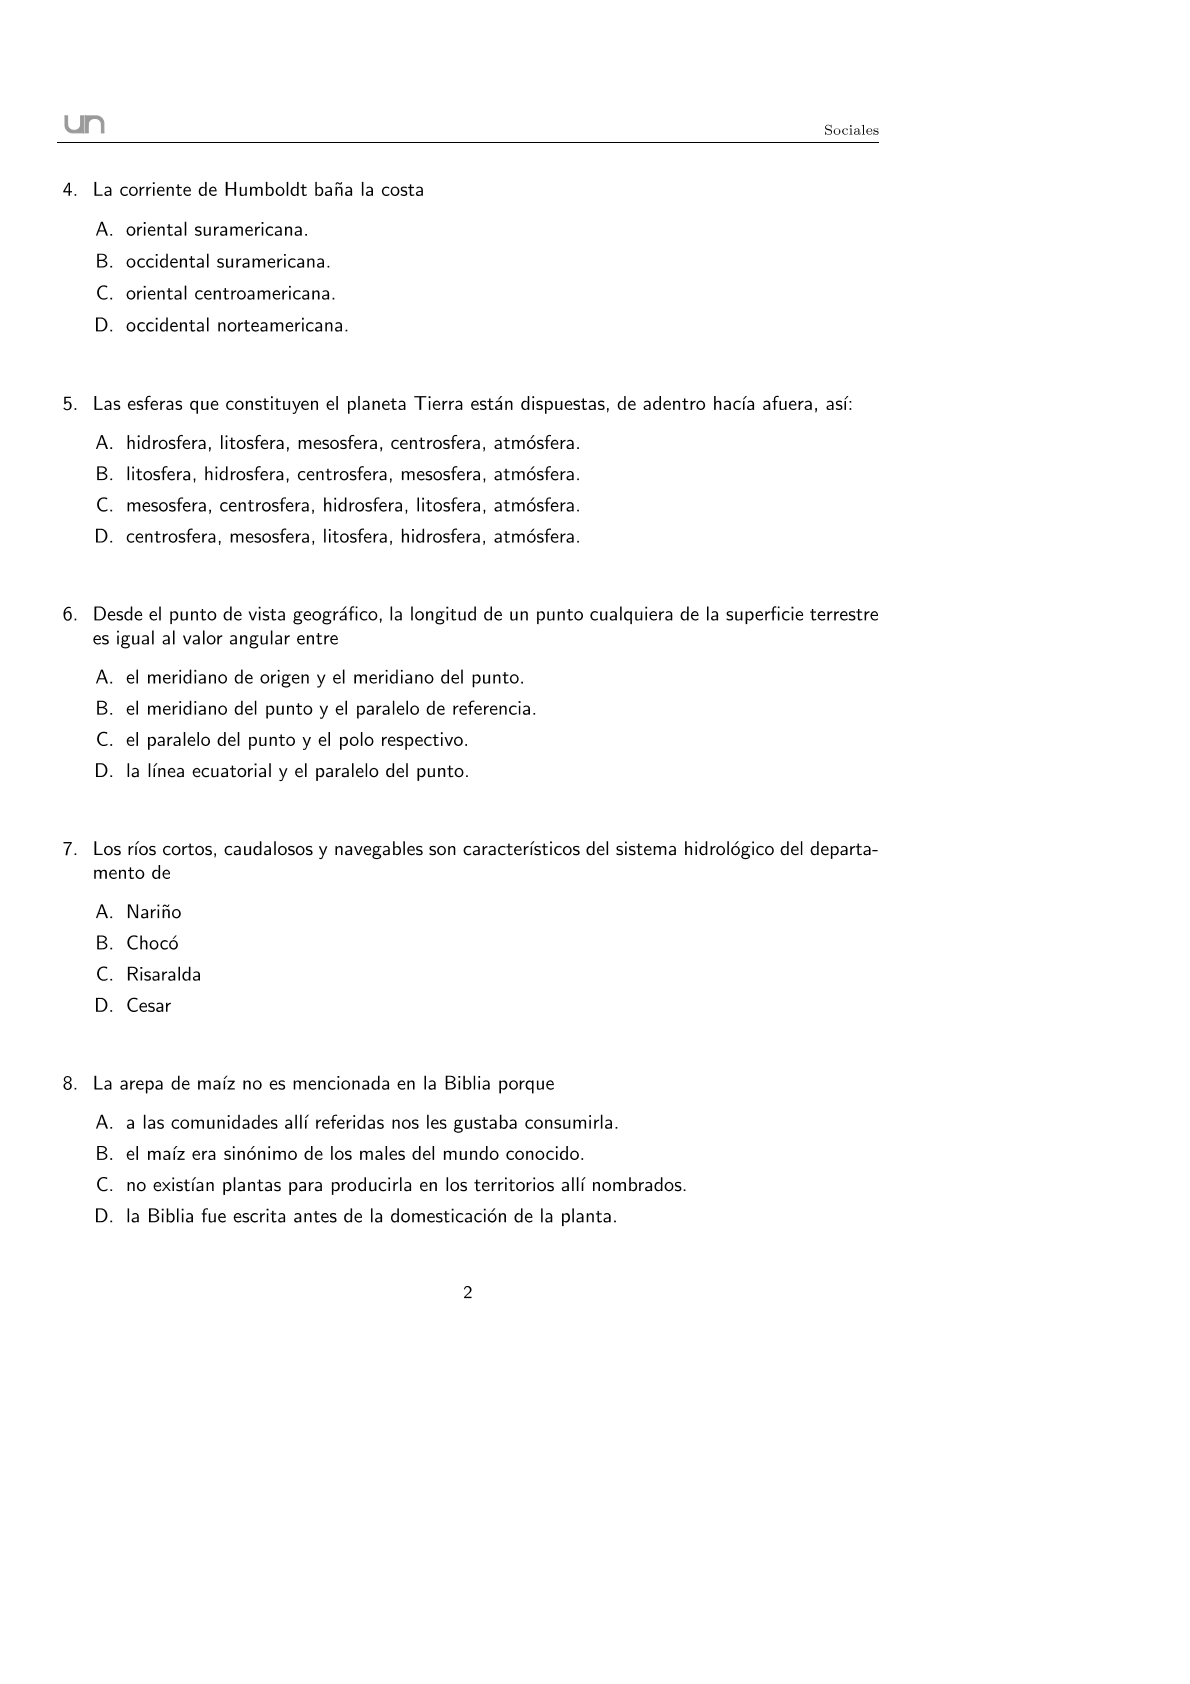 un
Sociales
4. La corriente de Humboldt baña la costa
A. oriental suramericana.
B. occidental suramericana.
C. oriental centroamericana.
D. occidental norteamericana.
5. Las esferas que constituyen el planeta Tierra están dispuestas, de adentro hacía afuera, así:
A. hidrosfera, litosfera, mesosfera, centrosfera, atmósfera.
B. litosfera, hidrosfera, centrosfera, mesosfera, atmósfera.
C. mesosfera, centrosfera, hidrosfera, litosfera, atmósfera.
D. centrosfera, mesosfera, litosfera, hidrosfera, atmósfera.
6. Desde el punto de vista geográfico, la longitud de un punto cualquiera de la superficie terrestre
es igual al valor angular entre
A. el meridiano de origen y el meridiano del punto.
B. el meridiano del punto y el paralelo de referencia.
C. el paralelo del punto y el polo respectivo.
D. la línea ecuatorial y el paralelo del punto.
7. Los ríos cortos, caudalosos y navegables son característicos del sistema hidrológico del departa-
mento de
A. Nariño
B. Chocó
C. Risaralda
D. Cesar
8. La arepa de maíz no es mencionada en la Biblia porque
A. a las comunidades allí referidas nos les gustaba consumirla.
B. el maíz era sinónimo de los males del mundo conocido.
C. no existían plantas para producirla en los territorios allí nombrados.
D. la Biblia fue escrita antes de la domesticación de la planta.
2